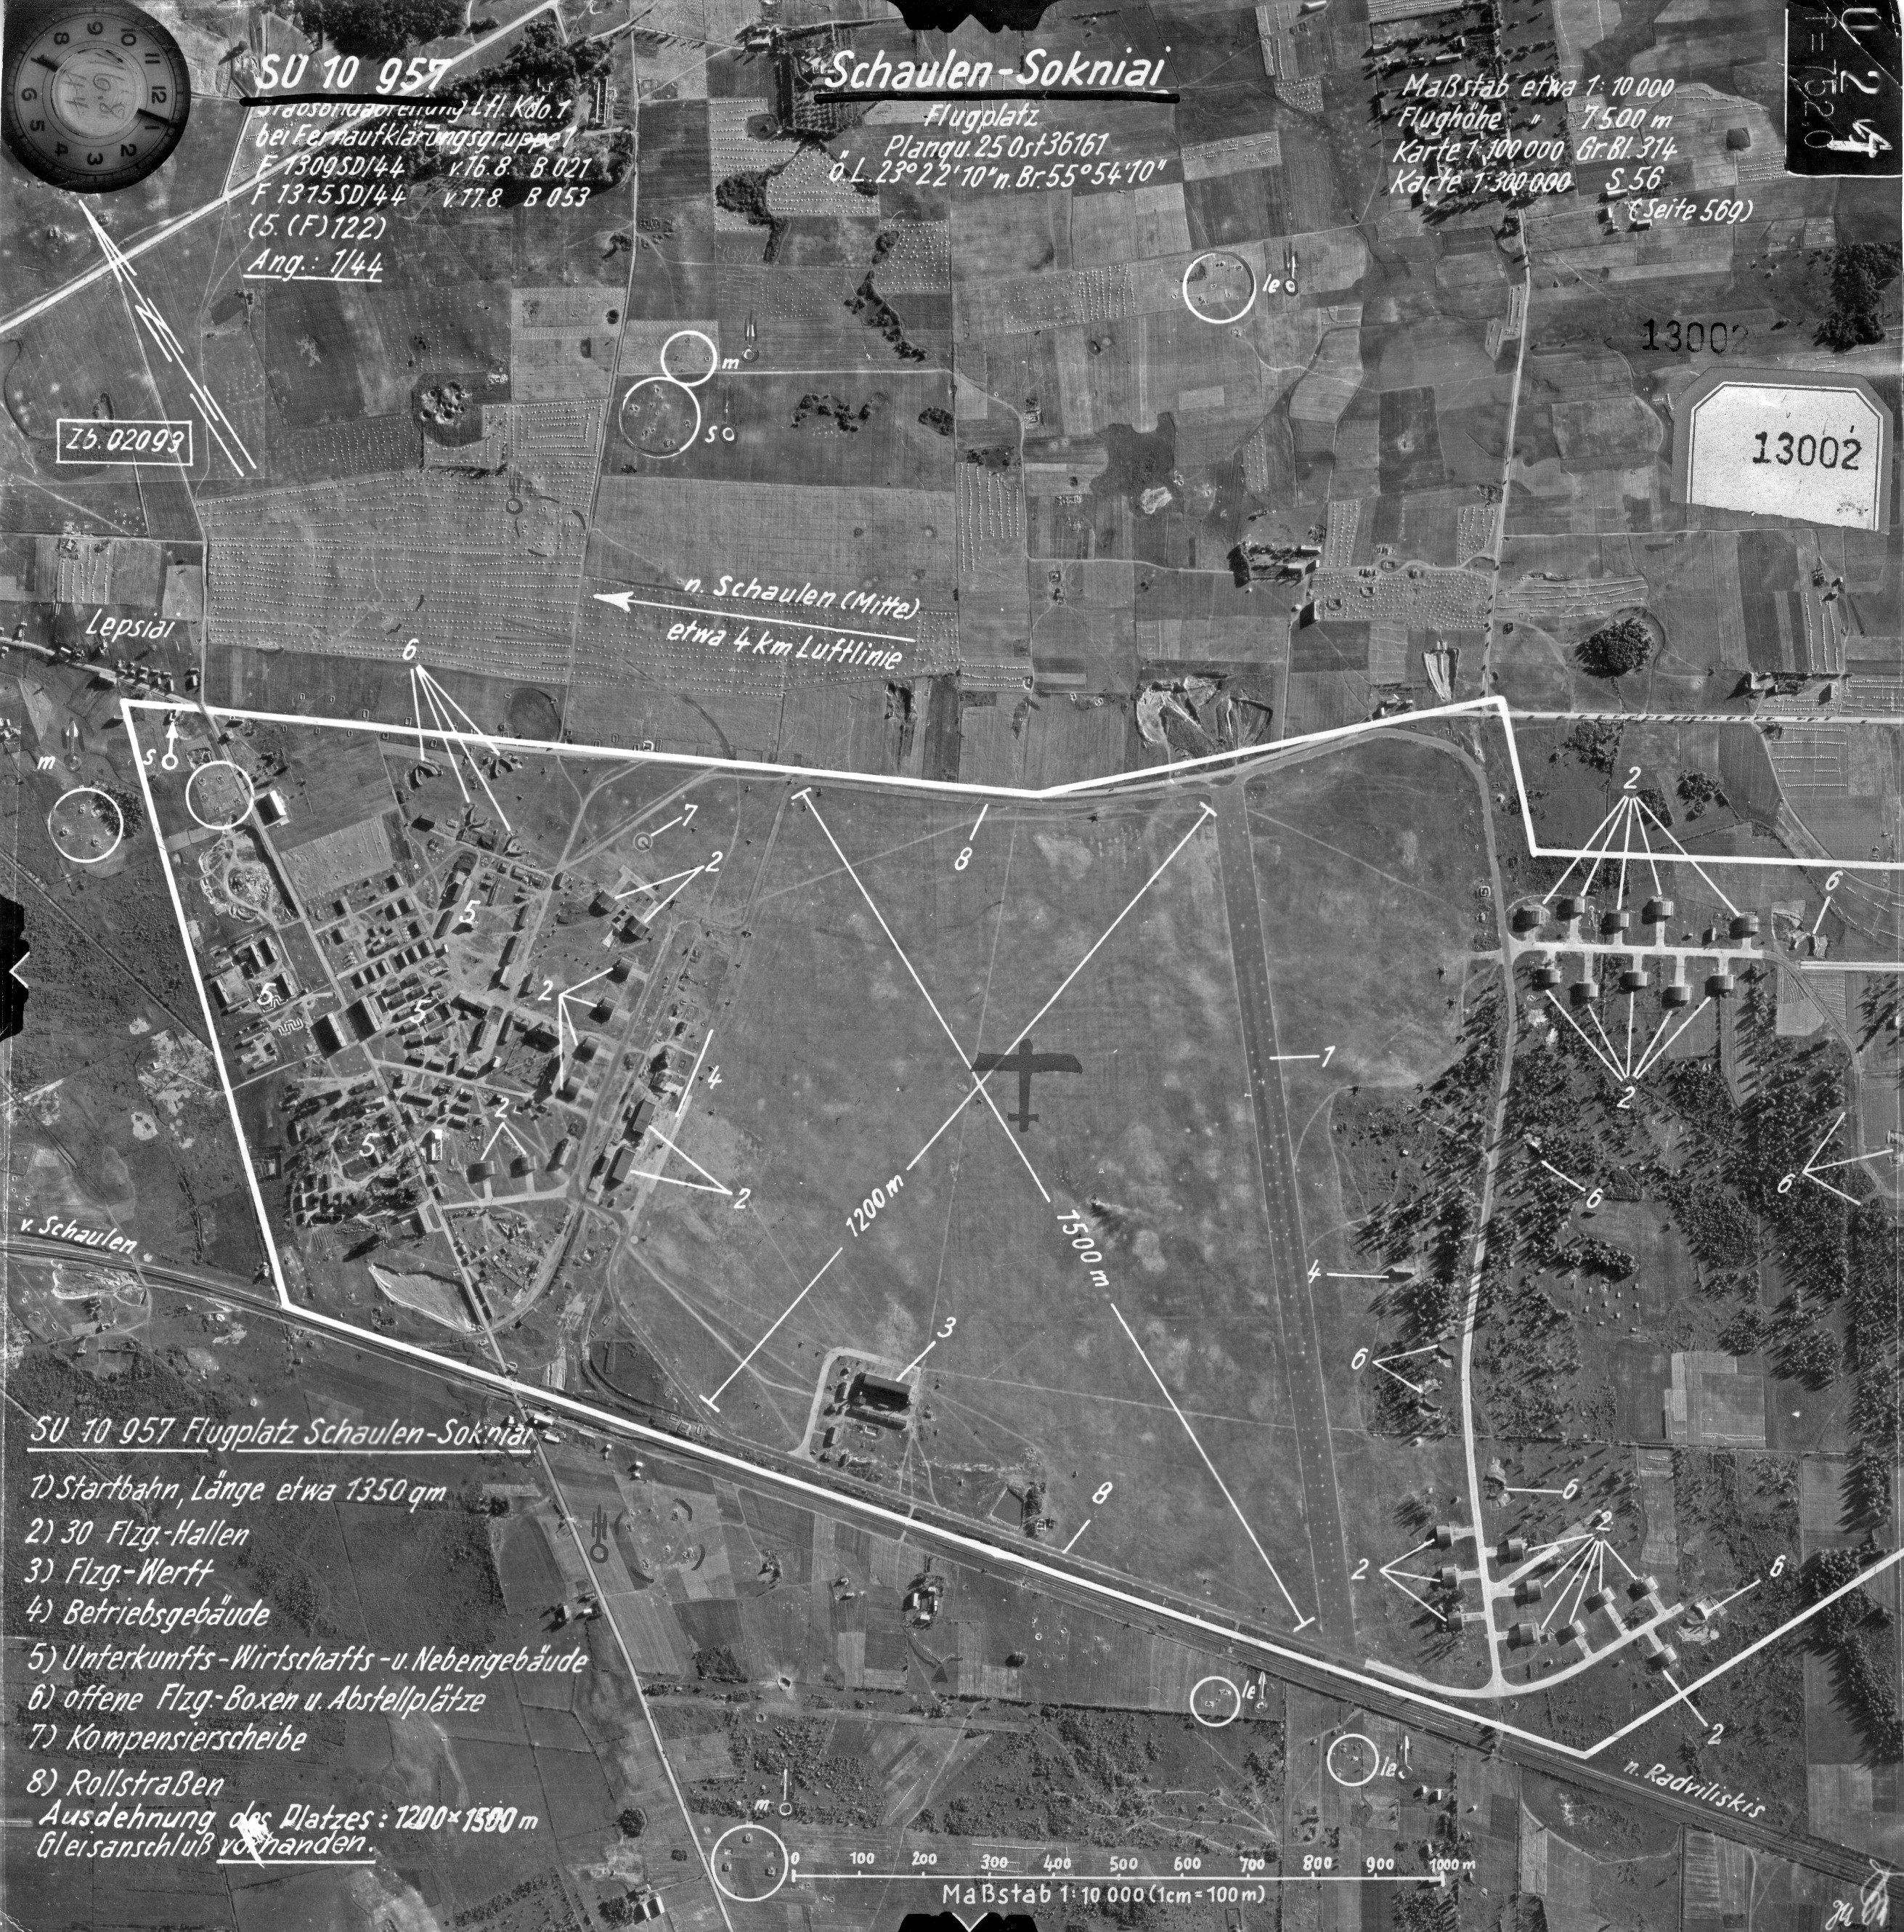 SU 10 957
Stabsbildabteilung Lfl. Kdo. 1
bei Fernaufklärungsgruppe 1
F 1309 SD/44 v. 16.8. B 021
F 1315 SD/44 v. 17.8. B 053
(5. (F) 122)
Ang.: 1/44
Schaulen-Sokniai
Flugplatz
Planqu. 25 Ost 36161
ö. L. 23° 22' 10" n. Br. 55° 54' 10"
Maßstab etwa 1:10 000
Flughöhe " 7500 m
Karte 1:100 000 Gr. Bl. 314
Karte 1:300 000 S 56
(Seite 569)
f = 75 2.0
13002
13002
Zb. 02093
le
m
s
n. Schaulen (Mitte)
etwa 4 km Luftlinie
Lepsiai
6
m
s
7
8
2
2
6
5
5
2
5
4
1
2
2
5
2
6
6
1200 m
1500 m
4
v. Schaulen
3
6
8
6
2
2
6
2
SU 10 957 Flugplatz Schaulen-Sokniai
1) Startbahn, Länge etwa 1350 qm
2) 30 Flzg.-Hallen
3) Flzg.-Werft
4) Betriebsgebäude
5) Unterkunfts-Wirtschafts-u. Nebengebäude
6) offene Flzg.-Boxen u. Abstellplätze
7) Kompensierscheibe
8) Rollstraßen
Ausdehnung des Platzes: 1200 x 1500 m
Gleisanschluß vorhanden.
le
le
m
n. Radviliskis
0 100 200 300 400 500 600 700 800 900 1000 m
Maßstab 1:10 000 (1cm = 100 m)